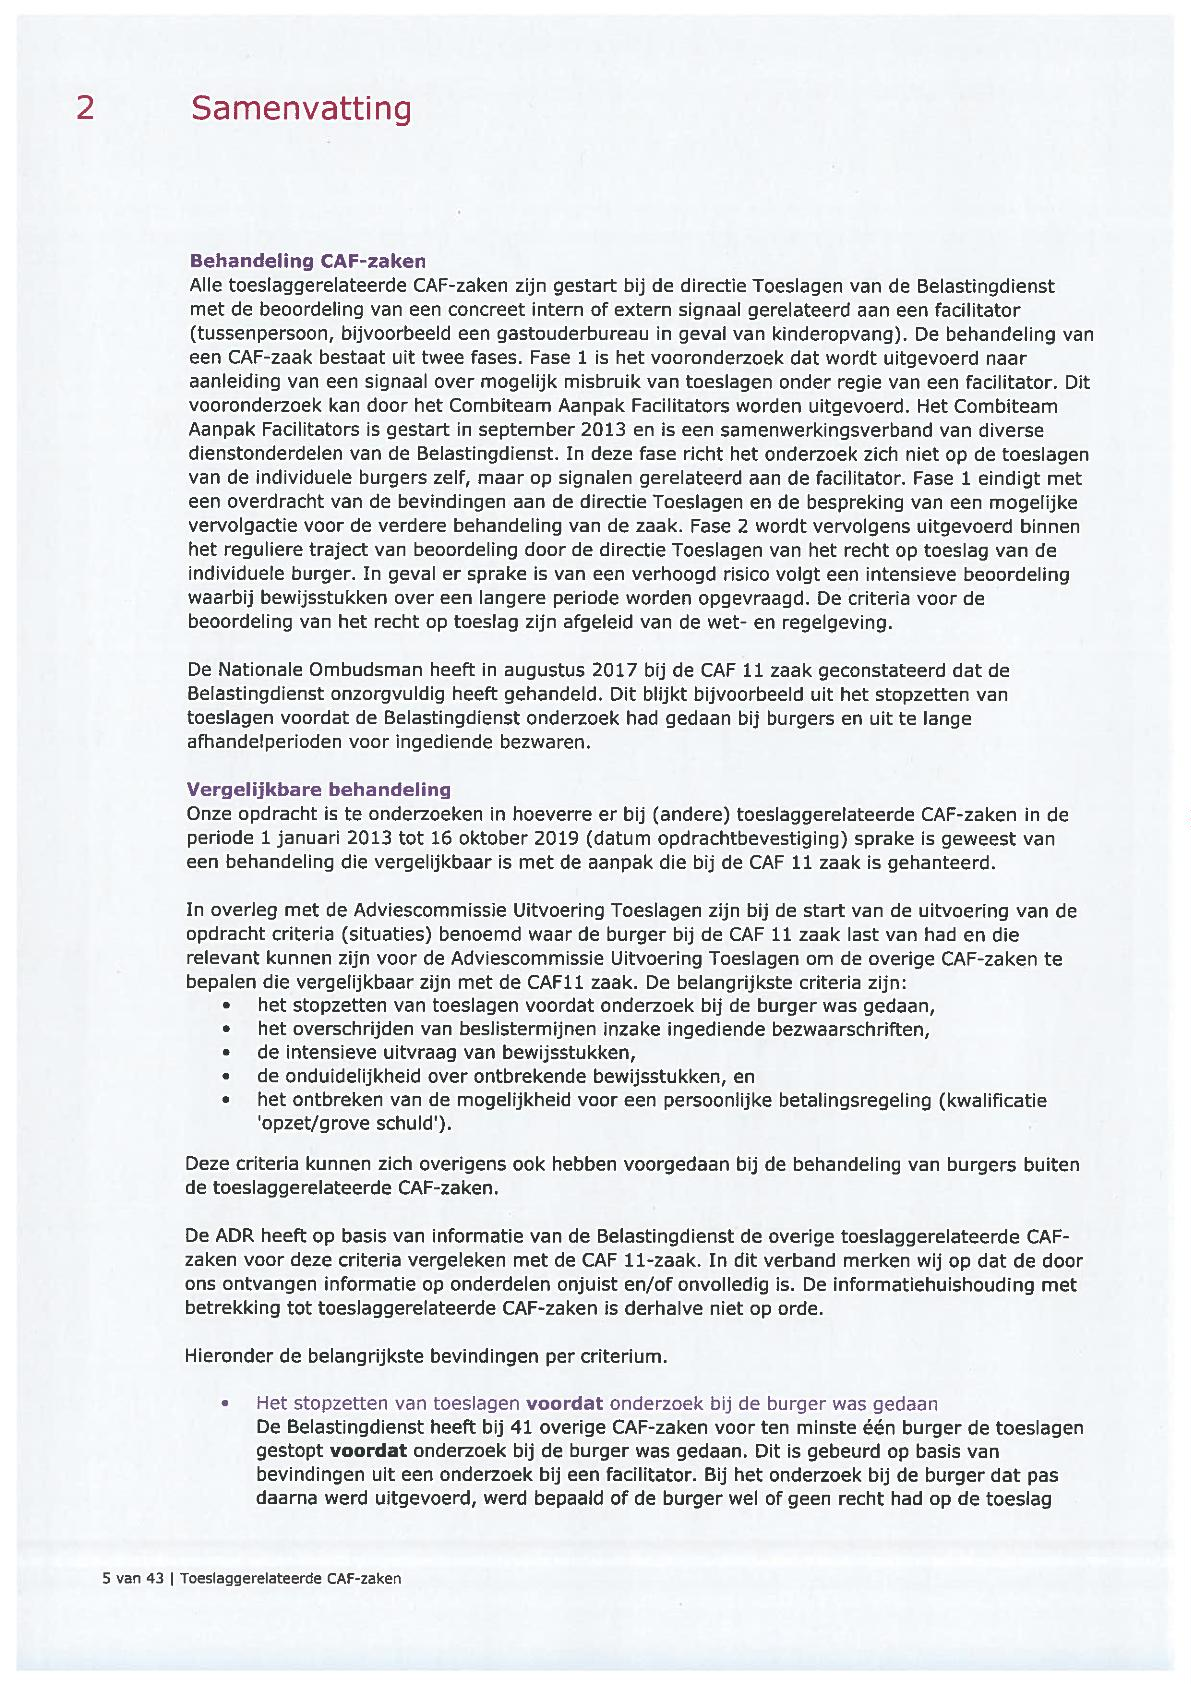 2 Samenvatting
Behandeling CAF-zaken
Alle toeslaggerelateerde CAF-zaken zijn gestart bij de directie Toeslagen van de Belastingdienst
met de beoordeling van een concreet intern of extern signaal gerelateerd aan een facilitator
(tussenpersoon, bijvoorbeeld een gastouderbureau in geval van kinderopvang). De behandeling van
een CAF-zaak bestaat uit twee fases. Fase 1 is het vooronderzoek dat wordt uitgevoerd naar
aanleiding van een signaal over mogelijk misbruik van toeslagen onder regie van een facilitator. Dit
vooronderzoek kan door het Combiteam Aanpak Facilitators worden uitgevoerd. Het Combiteam
Aanpak Facilitators is gestart in september 2013 en is een samenwerkingsverband van diverse
dienstonderdelen van de Belastingdienst. In deze fase richt het onderzoek zich niet op de toeslagen
van de individuele burgers zelf, maar op signalen gerelateerd aan de facilitator. Fase 1 eindigt met
een overdracht van de bevindingen aan de directie Toeslagen en de bespreking van een mogelijke
vervolgactie voor de verdere behandeling van de zaak. Fase 2 wordt vervolgens uitgevoerd binnen
het reguliere traject van beoordeling door de directie Toeslagen van het recht op toeslag van de
individuele burger. In geval er sprake is van een verhoogd risico volgt een intensieve beoordeling
waarbij bewijsstukken over een langere periode worden opgevraagd. De criteria voor de
beoordeling van het recht op toeslag zijn afgeleid van de wet- en regelgeving.
De Nationale Ombudsman heeft in augustus 2017 bij de CAF 11 zaak geconstateerd dat de
Belastingdienst onzorgvuldig heeft gehandeld. Dit blijkt bijvoorbeeld uit het stopzetten van
toeslagen voordat de Belastingdienst onderzoek had gedaan bij burgers en uit te lange
afhandelperioden voor ingediende bezwaren.
Vergelijkbare behandeling
Onze opdracht is te onderzoeken in hoeverre er bij (andere) toeslaggerelateerde CAF-zaken in de
periode 1 januari 2013 tot 16 oktober 2019 (datum opdrachtbevestiging) sprake is geweest van
een behandeling die vergelijkbaar is met de aanpak die bij de CAF 11 zaak is gehanteerd.
In overleg met de Adviescommissie Uitvoering Toeslagen zijn bij de start van de uitvoering van de
opdracht criteria (situaties) benoemd waar de burger bij de CAF 11 zaak last van had en die
relevant kunnen zijn voor de Adviescommissie Uitvoering Toeslagen om de overige CAF-zaken te
bepalen die vergelijkbaar zijn met de CAF11 zaak. De belangrijkste criteria zijn:
• het stopzetten van toeslagen voordat onderzoek bij de burger was gedaan,
• het overschrijden van beslistermijnen inzake ingediende bezwaarschriften,
• de intensieve uitvraag van bewijsstukken,
• de onduidelijkheid over ontbrekende bewijsstukken, en
• het ontbreken van de mogelijkheid voor een persoonlijke betalingsregeling (kwalificatie
'opzet/grove schuld').
Deze criteria kunnen zich overigens ook hebben voorgedaan bij de behandeling van burgers buiten
de toeslaggerelateerde CAF-zaken.
De ADR heeft op basis van informatie van de Belastingdienst de overige toeslaggerelateerde CAF-
zaken voor deze criteria vergeleken met de CAF 11-zaak. In dit verband merken wij op dat de door
ons ontvangen informatie op onderdelen onjuist en/of onvolledig is. De informatiehuishouding met
betrekking tot toeslaggerelateerde CAF-zaken is derhalve niet op orde.
Hieronder de belangrijkste bevindingen per criterium.
• Het stopzetten van toeslagen voordat onderzoek bij de burger was gedaan
De Belastingdienst heeft bij 41 overige CAF-zaken voor ten minste één burger de toeslagen
gestopt voordat onderzoek bij de burger was gedaan. Dit is gebeurd op basis van
bevindingen uit een onderzoek bij een facilitator. Bij het onderzoek bij de burger dat pas
daarna werd uitgevoerd, werd bepaald of de burger wel of geen recht had op de toeslag
5 van 43 | Toeslaggerelateerde CAF-zaken